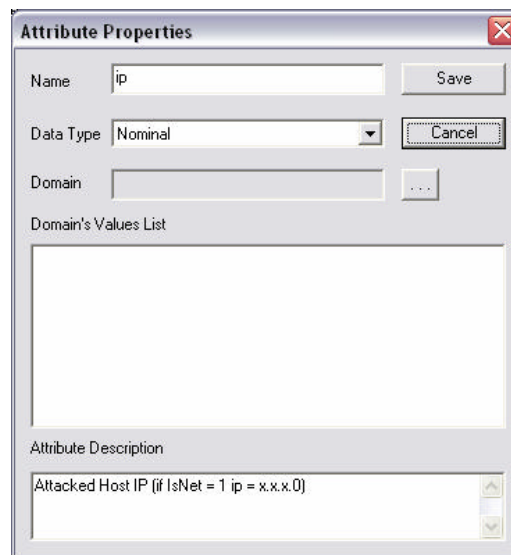 Attribute Properties
Name ip Save
Data Type Nominal Cancel
Domain ...
Domain's Values List
Attribute Description
Attacked Host IP (if IsNet = 1 ip = x.x.x.0)